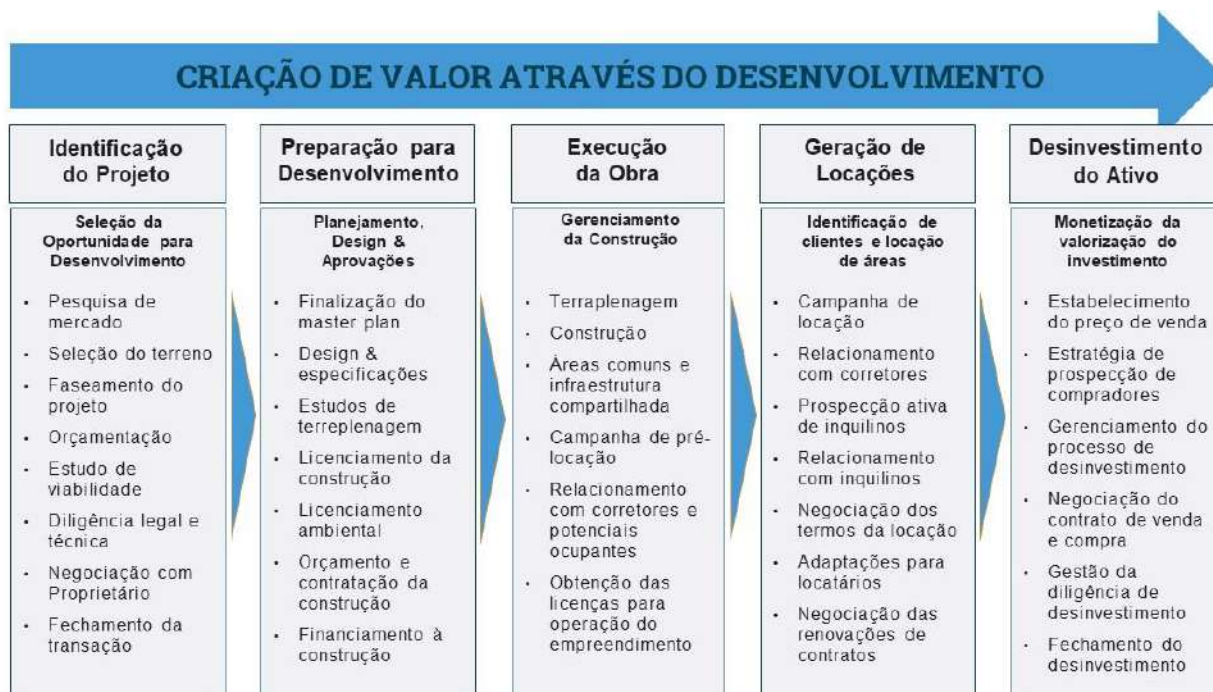 CRIAÇÃO DE VALOR ATRAVÉS DO DESENVOLVIMENTO
Identificação
do Projeto
Seleção da
Oportunidade para
Desenvolvimento
• Pesquisa de
mercado
• Seleção do terreno
• Faseamento do
projeto
• Orçamentação
• Estudo de
viabilidade
• Diligência legal e
técnica
• Negociação com
Proprietário
• Fechamento da
transação
Preparação para
Desenvolvimento
Planejamento,
Design &
Aprovações
• Finalização do
master plan
• Design &
especificações
• Estudos de
terreplenagem
• Licenciamento da
construção
• Licenciamento
ambiental
• Orçamento e
contratação da
construção
• Financiamento à
construção
Execução
da Obra
Gerenciamento
da Construção
• Terraplenagem
• Construção
• Áreas comuns e
infraestrutura
compartilhada
• Campanha de pré-
locação
• Relacionamento
com corretores e
potenciais
ocupantes
• Obtenção das
licenças para
operação do
empreendimento
Geração de
Locações
Identificação de
clientes e locação
de áreas
• Campanha de
locação
• Relacionamento
com corretores
• Prospecção ativa
de inquilinos
• Relacionamento
com inquilinos
• Negociação dos
termos da locação
• Adaptações para
locatários
• Negociação das
renovações de
contratos
Desinvestimento
do Ativo
Monetização da
valorização do
investimento
• Estabelecimento
do preço de venda
• Estratégia de
prospecção de
compradores
• Gerenciamento do
processo de
desinvestimento
• Negociação do
contrato de venda
e compra
• Gestão da
diligência de
desinvestimento
• Fechamento do
desinvestimento